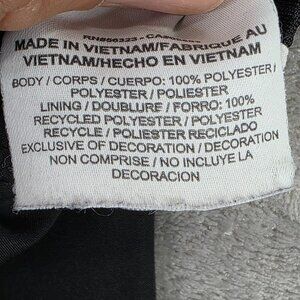 MADE IN VIETNAM/FABRIQUE AU
VIETNAM/HECHO EN VIETNAM
BODY / CORPS / CUERPO: 100% POLYESTER /
POLYESTER / POLIESTER
LINING / DOUBLURE / FORRO: 100%
RECYCLED POLYESTER / POLYESTER
RECYCLE / POLIESTER RECICLADO
EXCLUSIVE OF DECORATION / DECORATION
NON COMPRISE / NO INCLUYE LA
DECORACION